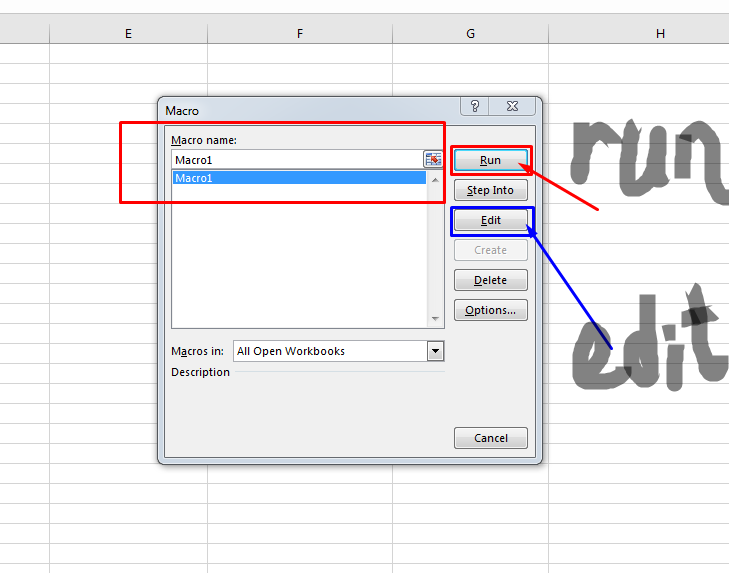 E F G H
Macro
Macro name:
Macro1
Run
Macro1
Step Into
Edit
Create
Delete
Options...
Macros in: All Open Workbooks
Description
Cancel
run
edit